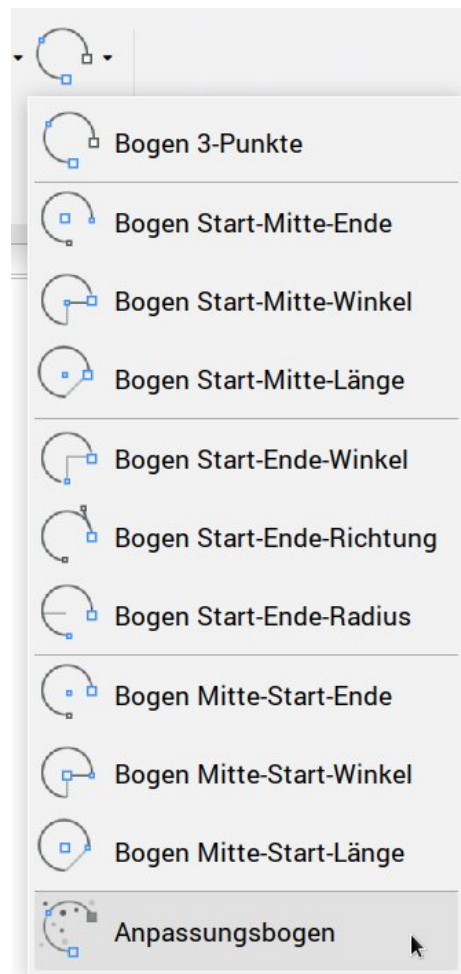 Bogen 3-Punkte
Bogen Start-Mitte-Ende
Bogen Start-Mitte-Winkel
Bogen Start-Mitte-Länge
Bogen Start-Ende-Winkel
Bogen Start-Ende-Richtung
Bogen Start-Ende-Radius
Bogen Mitte-Start-Ende
Bogen Mitte-Start-Winkel
Bogen Mitte-Start-Länge
Anpassungsbogen